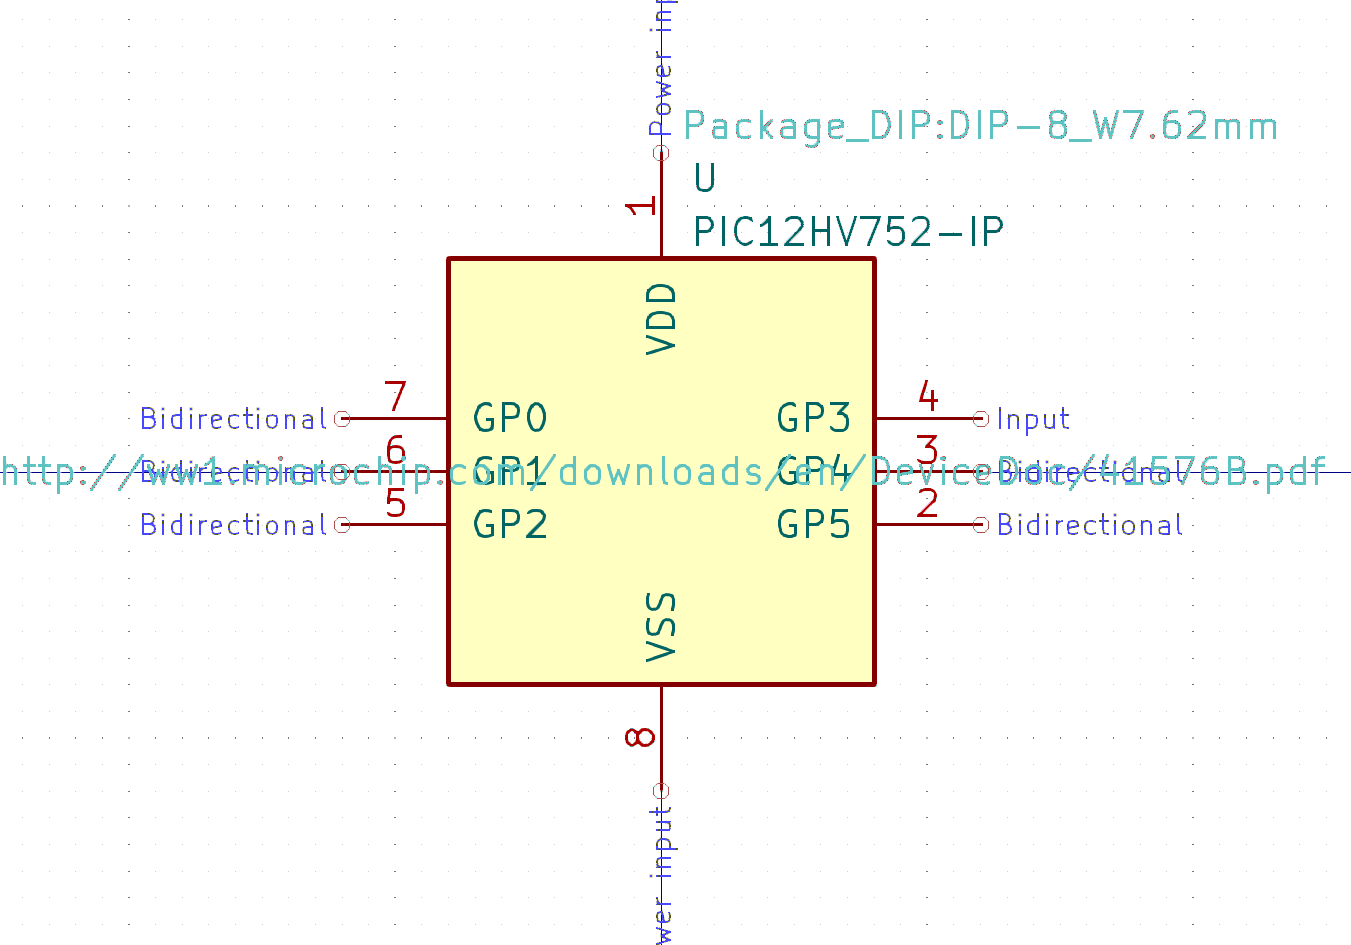 Power inp
Package_DIP:DIP-8_W7.62mm
U
1
PIC12HV752-IP
VDD
Bidirectional 7 GP0
GP3 4 Input
Bidirectional 6 GP1
GP4 3 Bidirectional
http://ww1.microchip.com/downloads/en/DeviceDoc/41576B.pdf
Bidirectional 5 GP2
GP5 2 Bidirectional
VSS
8
wer input